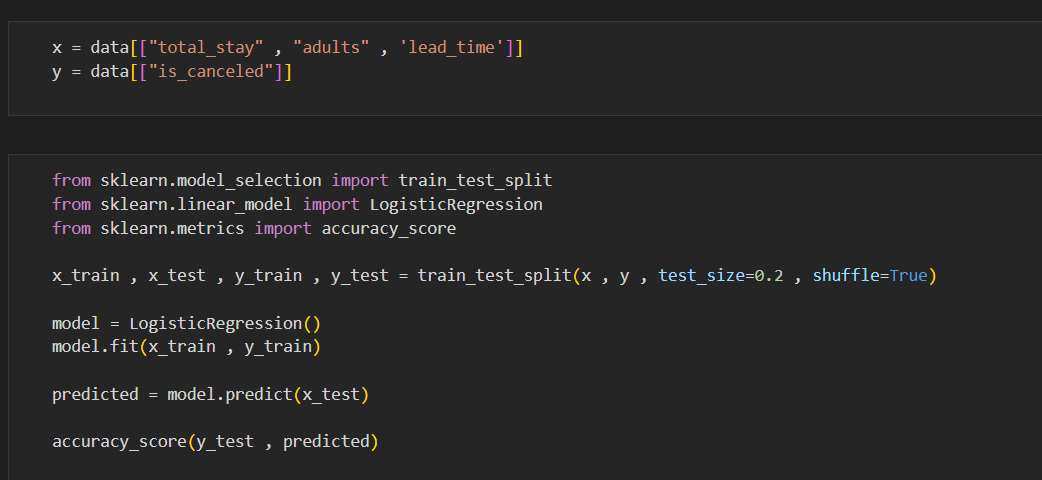 x = data[["total_stay" , "adults" , 'lead_time']]
y = data[["is_canceled"]]
from sklearn.model_selection import train_test_split
from sklearn.linear_model import LogisticRegression
from sklearn.metrics import accuracy_score
x_train , x_test , y_train , y_test = train_test_split(x , y , test_size=0.2 , shuffle=True)
model = LogisticRegression()
model.fit(x_train , y_train)
predicted = model.predict(x_test)
accuracy_score(y_test , predicted)